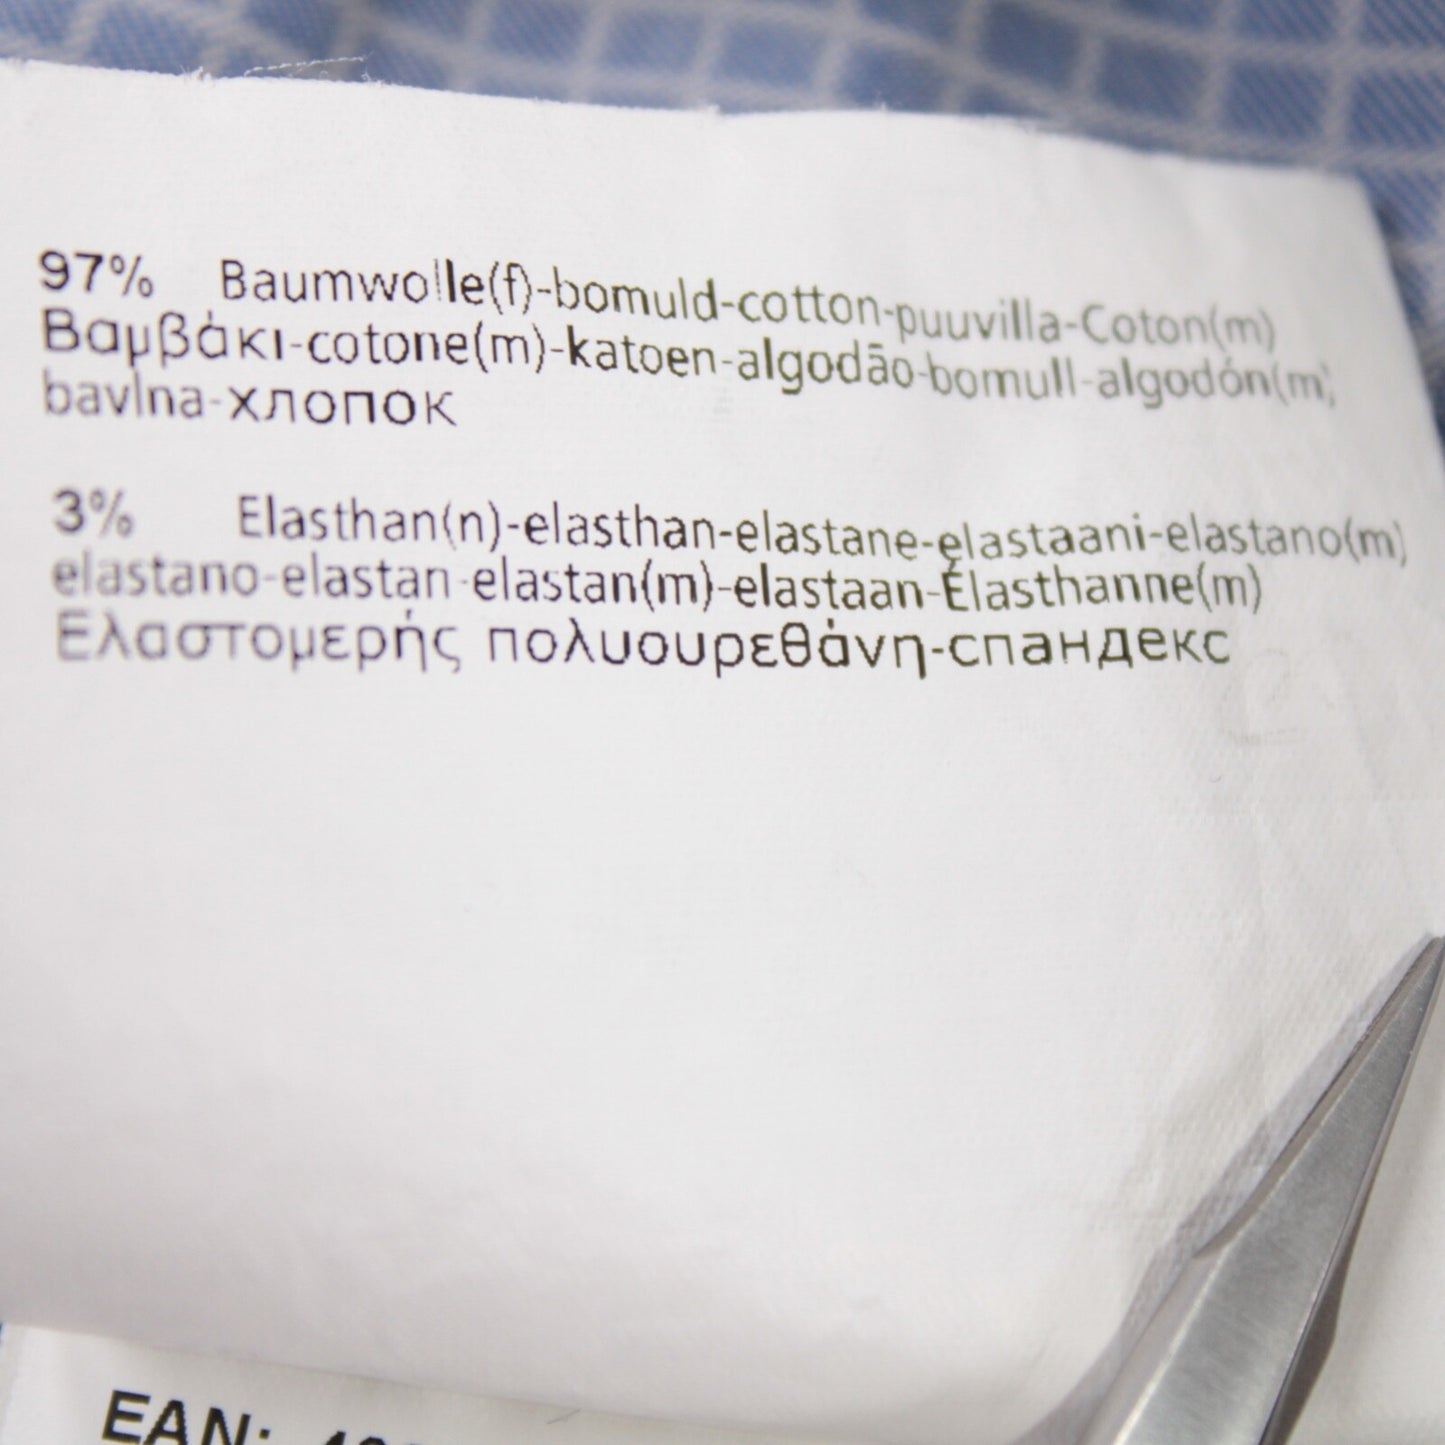 97% Baumwolle(f)-bomuld-cotton-puuvilla-Coton(m)
Βαμβάκι-cotone(m)-katoen-algodão-bomull-algodón(m)
bavlna-хлопок
3% Elasthan(n)-elasthan-elastane-elastaani-elastano(m)
elastano-elastan-elastan(m)-elastaan-Élasthanne(m)
Ελαστομερής πολυουρεθάνη-спандекс
EAN: